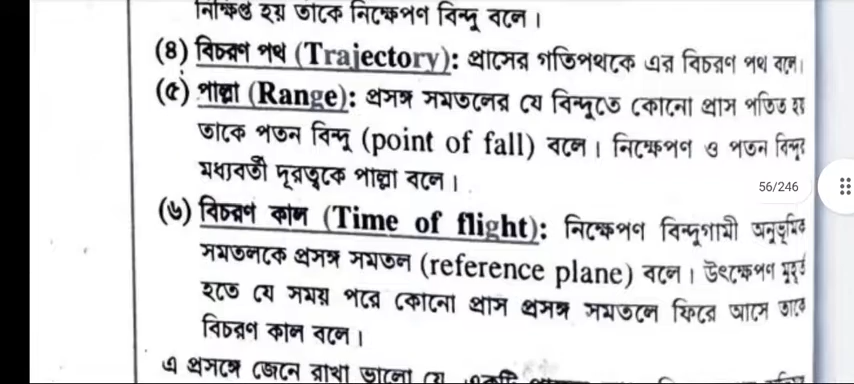 নিক্ষিপ্ত হয় তাকে নিক্ষেপণ বিন্দু বলে।
(৪) বিচরণ পথ (Trajectory): প্রাসের গতিপথকে এর বিচরণ পথ বলে।
(৫) পাল্লা (Range): প্রসঙ্গ সমতলের যে বিন্দুতে কোনো প্রাস পতিত হয়
তাকে পতন বিন্দু (point of fall) বলে। নিক্ষেপণ ও পতন বিন্দুর
মধ্যবর্তী দূরত্বকে পাল্লা বলে।
56/246
(৬) বিচরণ কাল (Time of flight): নিক্ষেপণ বিন্দুগামী অনুভূমিক
সমতলকে প্রসঙ্গ সমতল (reference plane) বলে। উৎক্ষেপণ মুহূর্ত
হতে যে সময় পরে কোনো প্রাস প্রসঙ্গ সমতলে ফিরে আসে তাকে
বিচরণ কাল বলে।
এ প্রসঙ্গে জেনে রাখা ভালো যে একটি